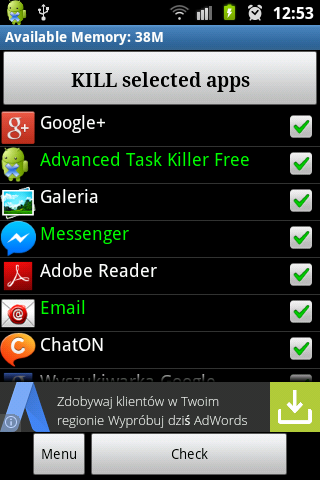 12:53
Available Memory: 38M
KILL selected apps
g+
Google+
Advanced Task Killer Free
Galeria
Messenger
Adobe Reader
Email
ChatON
Wyszukiwarka Google
Zdobywaj klientów w Twoim
regionie Wypróbuj dziś AdWords
Menu
Check